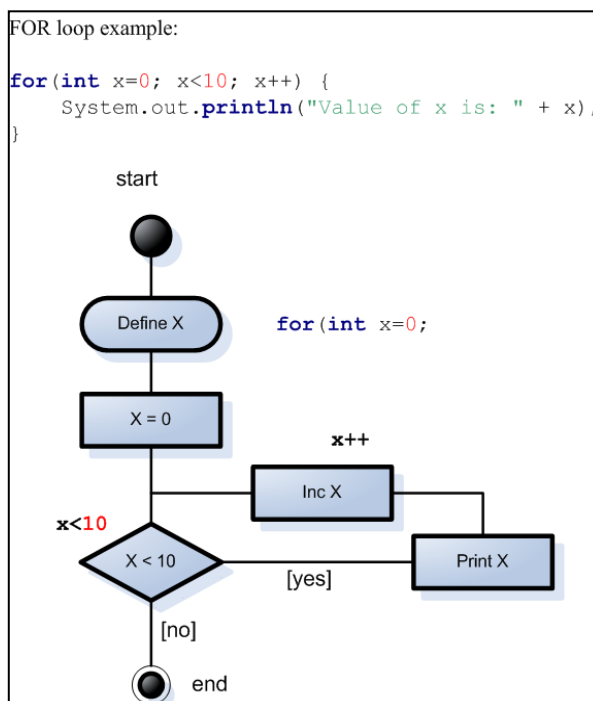 FOR loop example:
for(int x=0; x<10; x++) {
System.out.println("Value of x is: " + x);
}
start
Define X
for(int x=0;
X = 0
x++
Inc X
x<10
X < 10
[yes]
Print X
[no]
end